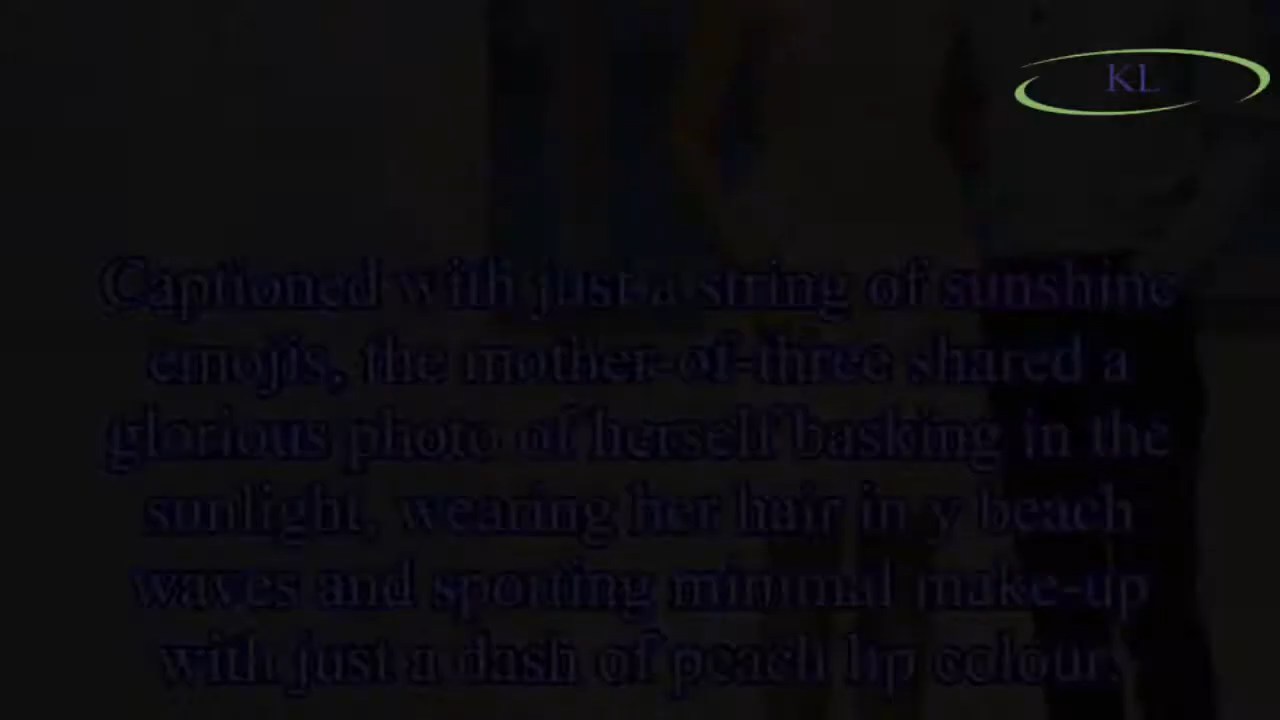 KL
Captioned with just a string of sunshine
emojis, the mother-of-three shared a
glorious photo of herself basking in the
sunlight, wearing her hair in y beach
waves and sporting minimal make-up
with just a dash of peach lip colour.